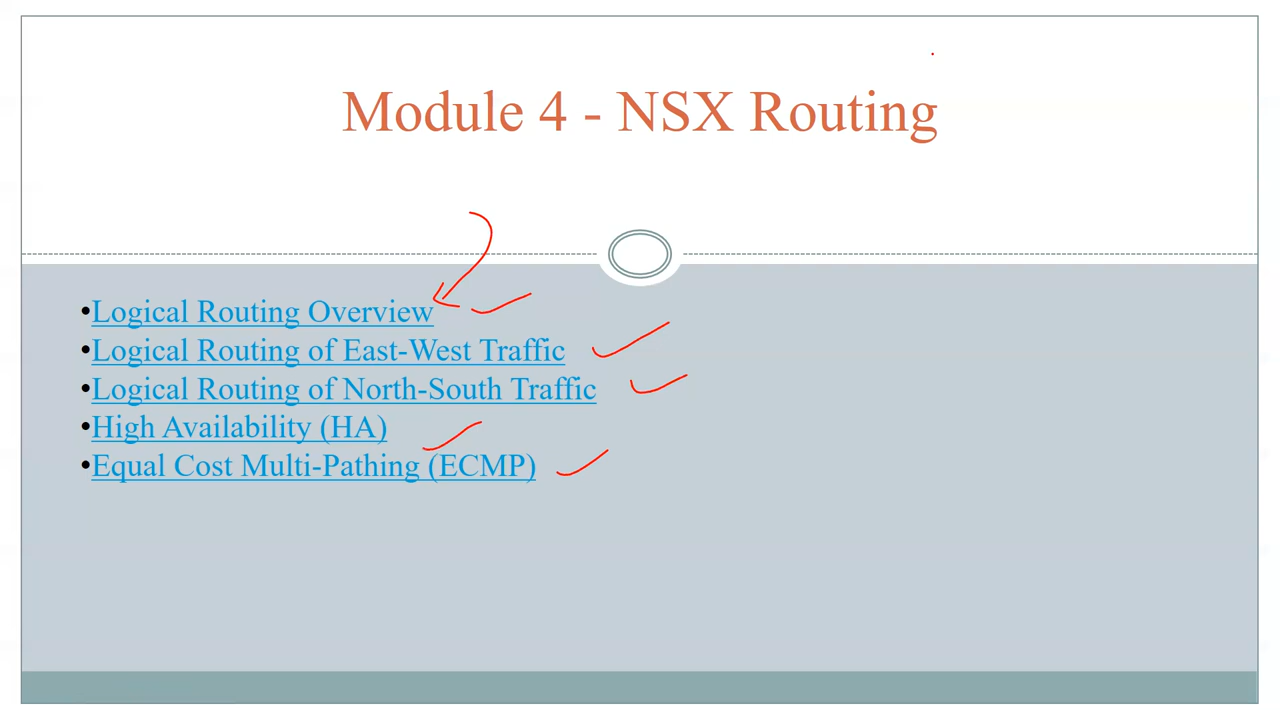 Module 4 - NSX Routing
•Logical Routing Overview
•Logical Routing of East-West Traffic
•Logical Routing of North-South Traffic
•High Availability (HA)
•Equal Cost Multi-Pathing (ECMP)